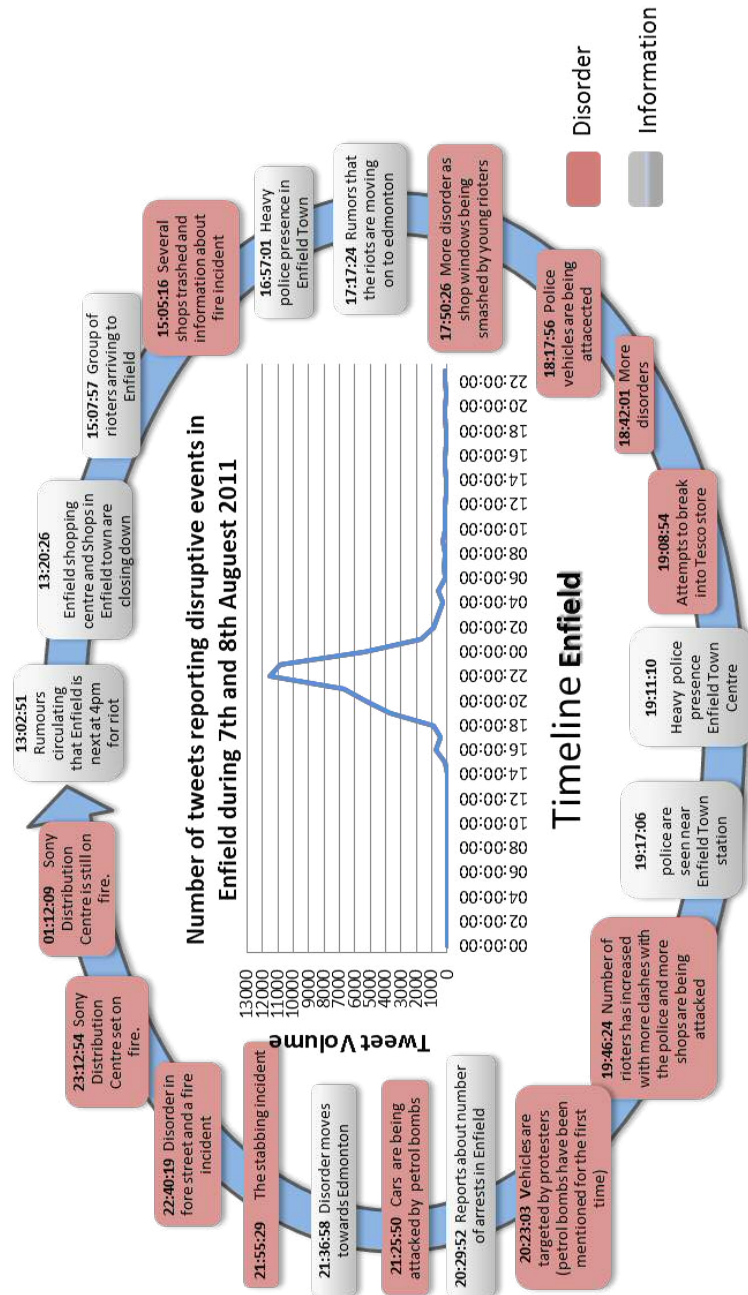 13:02:51
Rumours
circulating
that Enfield is
next at 4pm
for riot
13:20:26
Enfield shopping
centre and Shops in
Enfield town are
closing down
15:07:57 Group of
rioters arriving to
Enfield
15:05:16 Several
shops trashed and
information about
fire incident
16:57:01 Heavy
police presence in
Enfield Town
17:17:24 Rumors that
the riots are moving
on to edmonton
17:50:26 More disorder as
shop windows being
smashed by young rioters
18:17:56 Police
vehicles are being
attacected
18:42:01 More
disorders
19:08:54
Attempts to break
into Tesco store
19:11:10
Heavy police
presence
Enfield Town
Centre
19:17:06
police are
seen near
Enfield Town
station
19:46:24 Number of
rioters has increased
with more clashes with
the police and more
shops are being
attacked
20:23:03 Vehicles are
targeted by protesters
(petrol bombs have been
mentioned for the first
time)
20:29:52 Reports about number
of arrests in Enfield
21:25:50 Cars are being
attacked by petrol bombs
21:36:58 Disorder moves
towards Edmonton
21:55:29 The stabbing incident
22:40:19 Disorder in
fore street and a fire
incident
23:12:54 Sony
Distribution
Centre set on
fire.
01:12:09 Sony
Distribution
Centre is still on
fire.
Number of tweets reporting disruptive events in
Enfield during 7th and 8th Auguest 2011
Tweet Volume
13000
12000
11000
10000
9000
8000
7000
6000
5000
4000
3000
2000
1000
0
00:00:00
02:00:00
04:00:00
06:00:00
08:00:00
10:00:00
12:00:00
14:00:00
16:00:00
18:00:00
20:00:00
22:00:00
00:00:00
02:00:00
04:00:00
06:00:00
08:00:00
10:00:00
12:00:00
14:00:00
16:00:00
18:00:00
20:00:00
22:00:00
Timeline Enfield
Disorder
Information